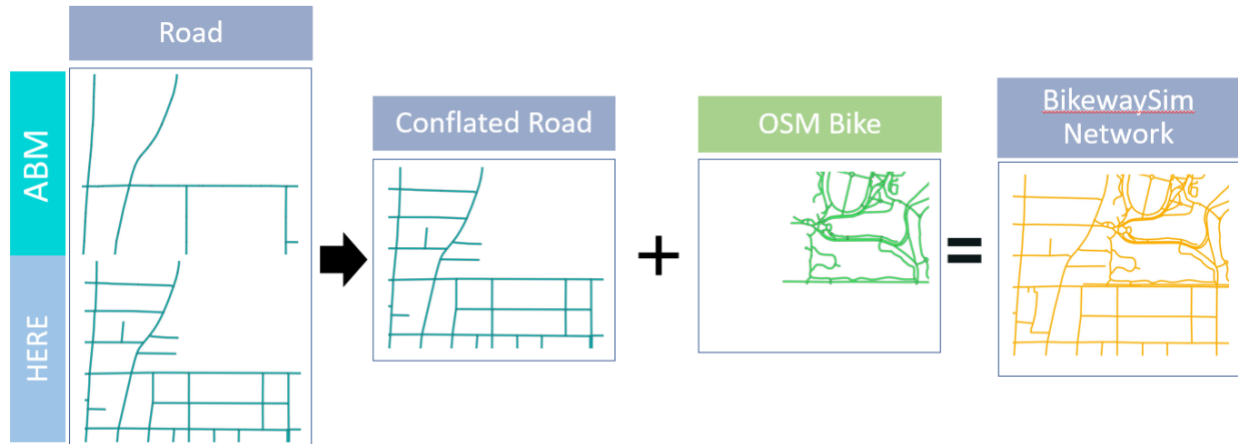 Road
ABM
HERE
Conflated Road
+
OSM Bike
=
BikewaySim
Network